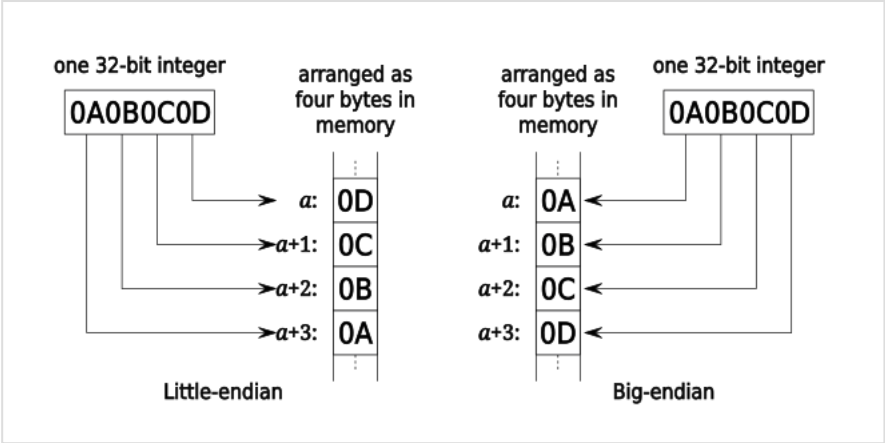 one 32-bit integer
0A0B0C0D
arranged as
four bytes in
memory
a: 0D
a+1: 0C
a+2: 0B
a+3: 0A
Little-endian
arranged as
four bytes in
memory
one 32-bit integer
0A0B0C0D
a: 0A
a+1: 0B
a+2: 0C
a+3: 0D
Big-endian